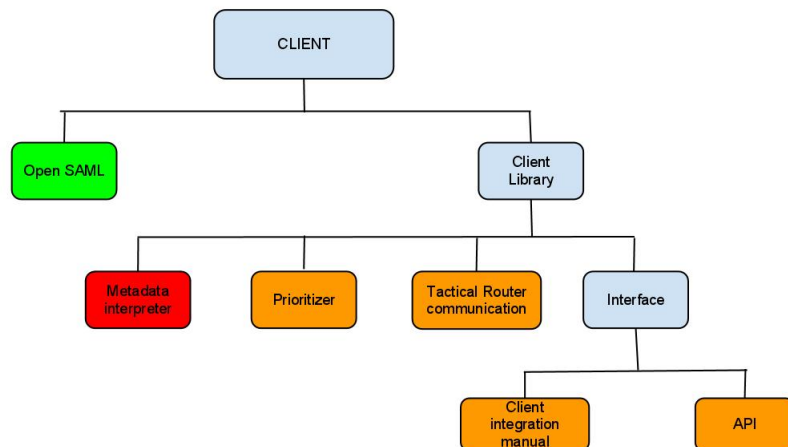 CLIENT
Open SAML
Client
Library
Metadata
interpreter
Prioritizer
Tactical Router
communication
Interface
Client
integration
manual
API